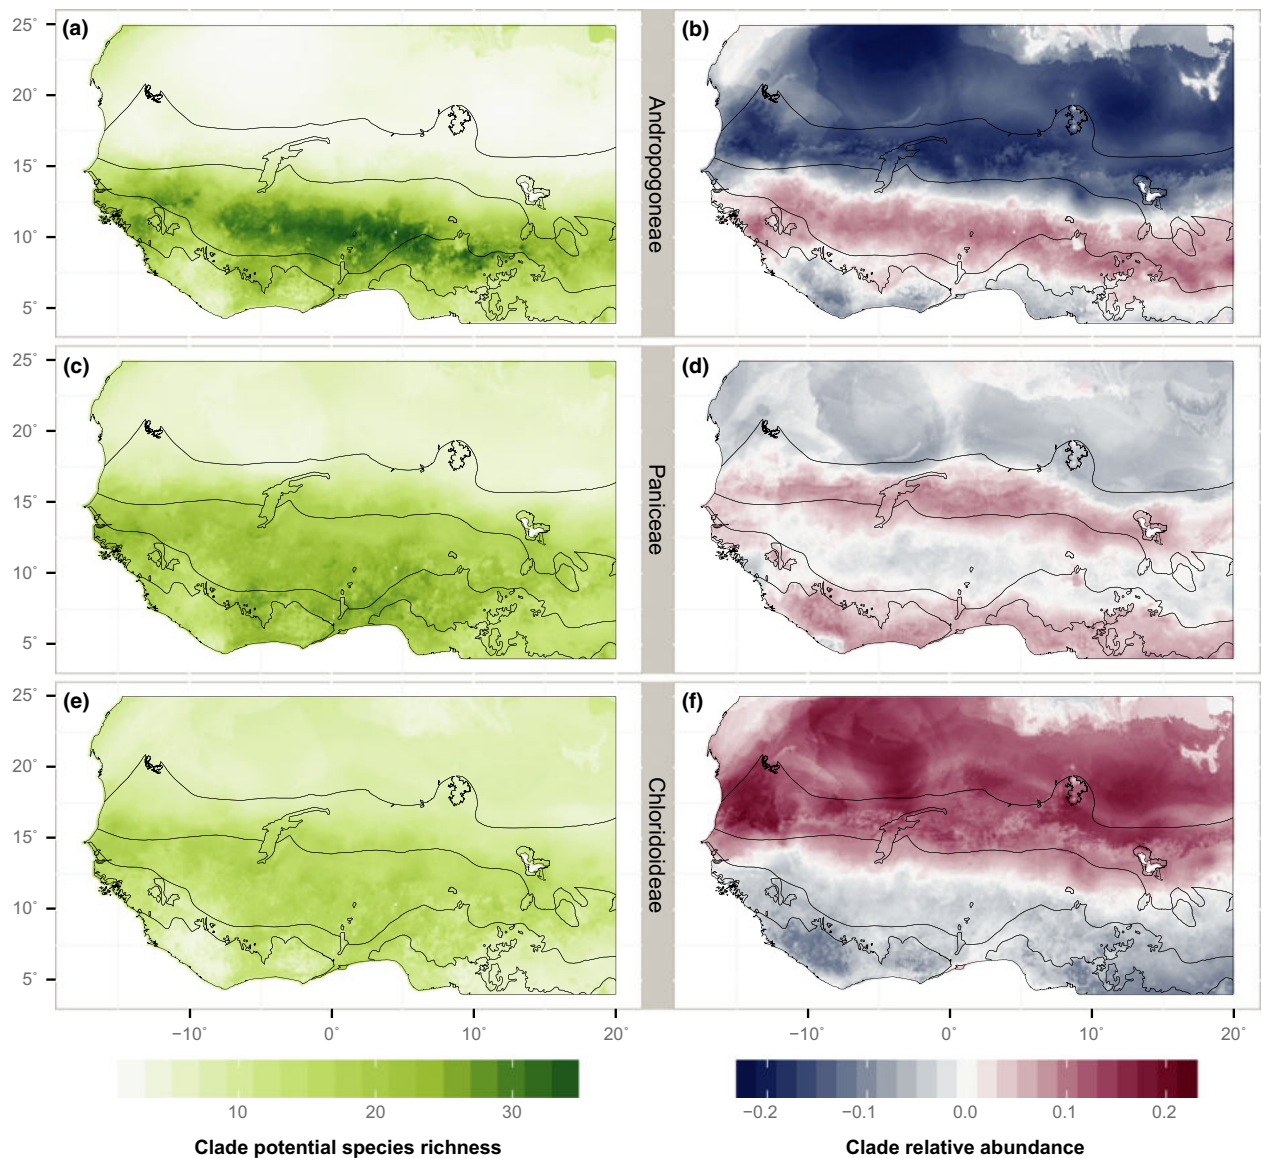 (a)
(b)
25°
20°
15°
10°
5°
Andropogoneae
(c)
(d)
25°
20°
15°
10°
5°
Paniceae
(e)
(f)
25°
20°
15°
10°
5°
Chloridoideae
−10°
0°
10°
20°
−10°
0°
10°
20°
10
20
30
−0.2
−0.1
0.0
0.1
0.2
Clade potential species richness
Clade relative abundance